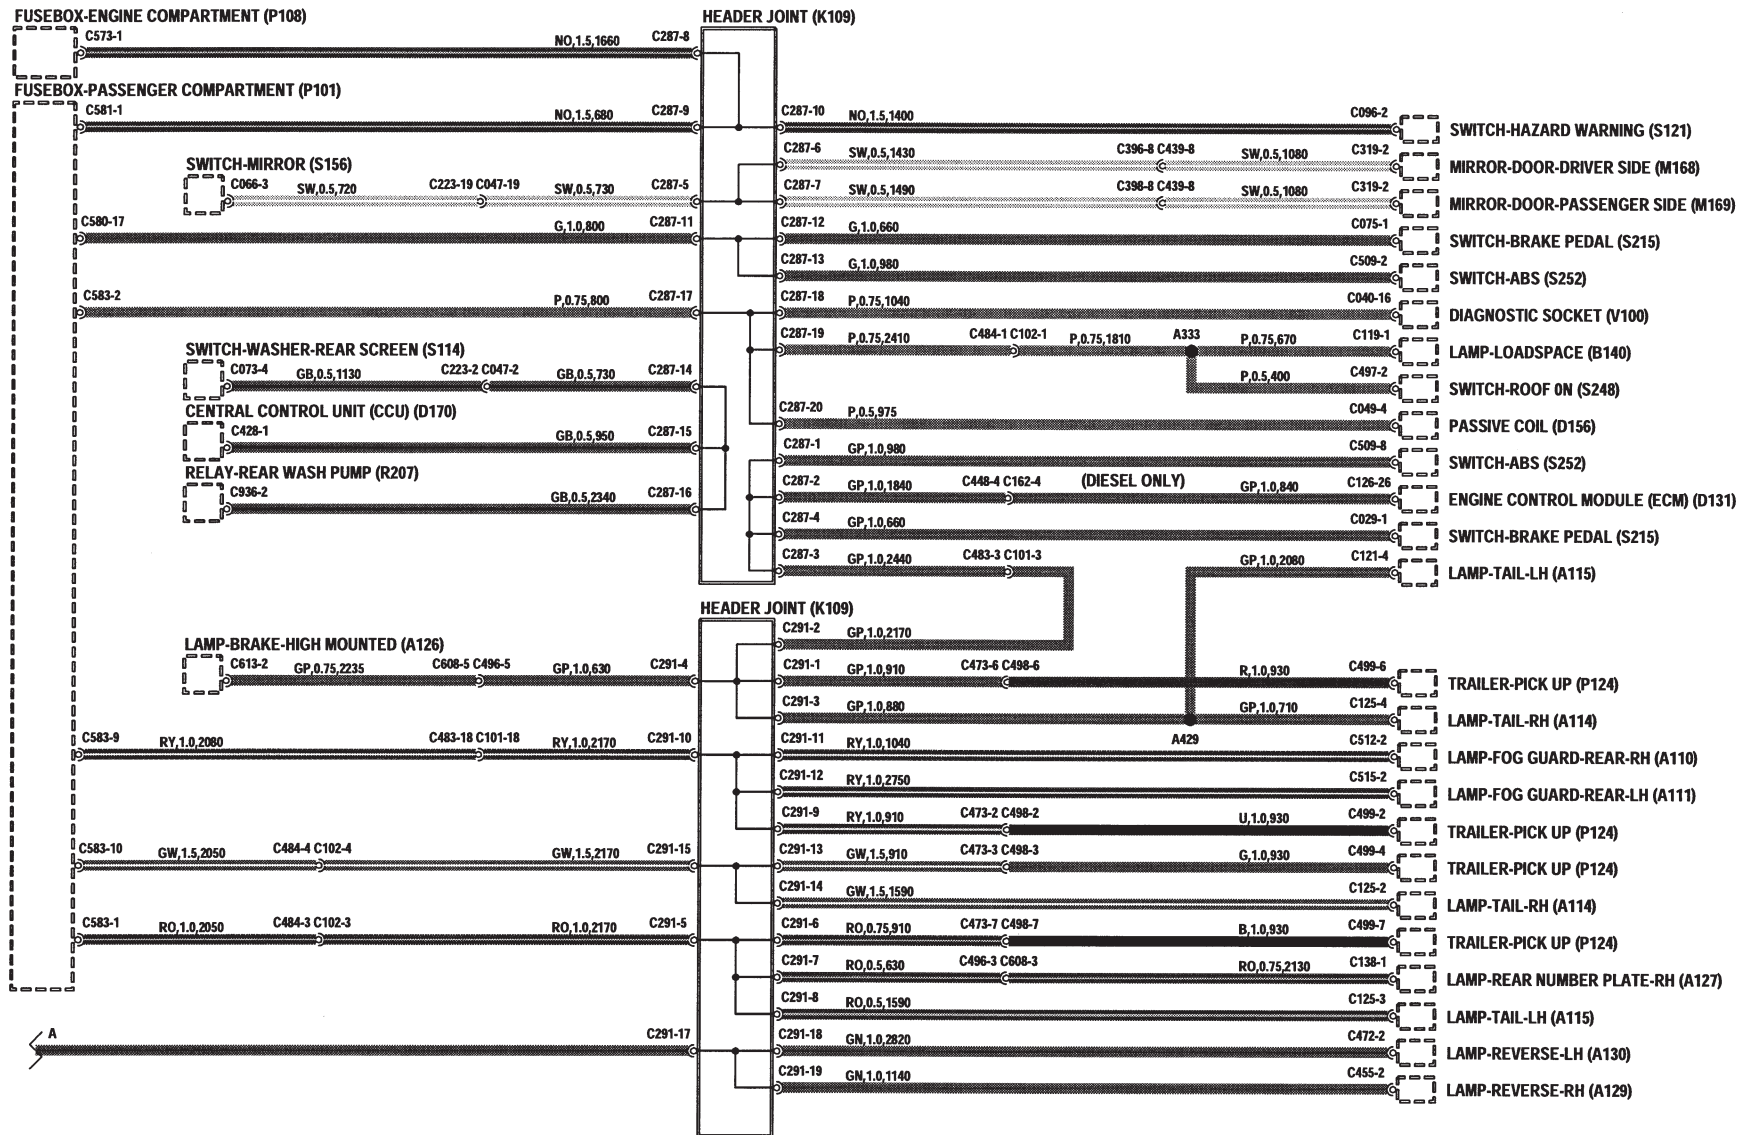 FUSEBOX-ENGINE COMPARTMENT (P108)
HEADER JOINT (K109)
C573-1
NO,1.5,1660
C287-8
FUSEBOX-PASSENGER COMPARTMENT (P101)
C581-1
NO,1.5,680
C287-9
C287-10
NO,1.5,1400
C096-2
SWITCH-HAZARD WARNING (S121)
C287-6
SW,0.5,1430
C396-8 C439-8
SW,0.5,1080
C319-2
MIRROR-DOOR-DRIVER SIDE (M168)
SWITCH-MIRROR (S156)
C066-3
SW,0.5,720
C223-19 C047-19
SW,0.5,730
C287-5
C287-7
SW,0.5,1490
C398-8 C439-8
SW,0.5,1080
C319-2
MIRROR-DOOR-PASSENGER SIDE (M169)
C580-17
G,1.0,800
C287-11
C287-12
G,1.0,660
C075-1
SWITCH-BRAKE PEDAL (S215)
C287-13
G,1.0,980
C509-2
SWITCH-ABS (S252)
C583-2
P,0.75,800
C287-17
C287-18
P,0.75,1040
C040-16
DIAGNOSTIC SOCKET (V100)
C287-19
P,0.75,2410
C484-1 C102-1
P,0.75,1810
A333
P,0.75,670
C119-1
LAMP-LOADSPACE (B140)
SWITCH-WASHER-REAR SCREEN (S114)
C073-4
GB,0.5,1130
C223-2 C047-2
GB,0.5,730
C287-14
P,0.5,400
C497-2
SWITCH-ROOF 0N (S248)
CENTRAL CONTROL UNIT (CCU) (D170)
C287-20
P,0.5,975
C049-4
PASSIVE COIL (D156)
C428-1
GB,0.5,950
C287-15
C287-1
GP,1.0,980
C509-8
SWITCH-ABS (S252)
RELAY-REAR WASH PUMP (R207)
C936-2
GB,0.5,2340
C287-16
C287-2
GP,1.0,1840
C448-4 C162-4
(DIESEL ONLY)
GP,1.0,840
C126-26
ENGINE CONTROL MODULE (ECM) (D131)
C287-4
GP,1.0,660
C029-1
SWITCH-BRAKE PEDAL (S215)
C287-3
GP,1.0,2440
C483-3 C101-3
GP,1.0,2080
C121-4
LAMP-TAIL-LH (A115)
HEADER JOINT (K109)
C291-2
GP,1.0,2170
LAMP-BRAKE-HIGH MOUNTED (A126)
C613-2
GP,0.75,2235
C608-5 C496-5
GP,1.0,630
C291-4
C291-1
GP,1.0,910
C473-6 C498-6
R,1.0,930
C499-6
TRAILER-PICK UP (P124)
C291-3
GP,1.0,880
GP,1.0,710
C125-4
LAMP-TAIL-RH (A114)
A429
C583-9
RY,1.0,2080
C483-18 C101-18
RY,1.0,2170
C291-10
C291-11
RY,1.0,1040
C512-2
LAMP-FOG GUARD-REAR-RH (A110)
C291-12
RY,1.0,2750
C515-2
LAMP-FOG GUARD-REAR-LH (A111)
C291-9
RY,1.0,910
C473-2 C498-2
U,1.0,930
C499-2
TRAILER-PICK UP (P124)
C583-10
GW,1.5,2050
C484-4 C102-4
GW,1.5,2170
C291-15
C291-13
GW,1.5,910
C473-3 C498-3
G,1.0,930
C499-4
TRAILER-PICK UP (P124)
C291-14
GW,1.5,1590
C125-2
LAMP-TAIL-RH (A114)
C583-1
RO,1.0,2050
C484-3 C102-3
RO,1.0,2170
C291-5
C291-6
RO,0.75,910
C473-7 C498-7
B,1.0,930
C499-7
TRAILER-PICK UP (P124)
C291-7
RO,0.5,630
C496-3 C608-3
RO,0.75,2130
C138-1
LAMP-REAR NUMBER PLATE-RH (A127)
C291-8
RO,0.5,1590
C125-3
LAMP-TAIL-LH (A115)
A
C291-17
C291-18
GN,1.0,2820
C472-2
LAMP-REVERSE-LH (A130)
C291-19
GN,1.0,1140
C455-2
LAMP-REVERSE-RH (A129)